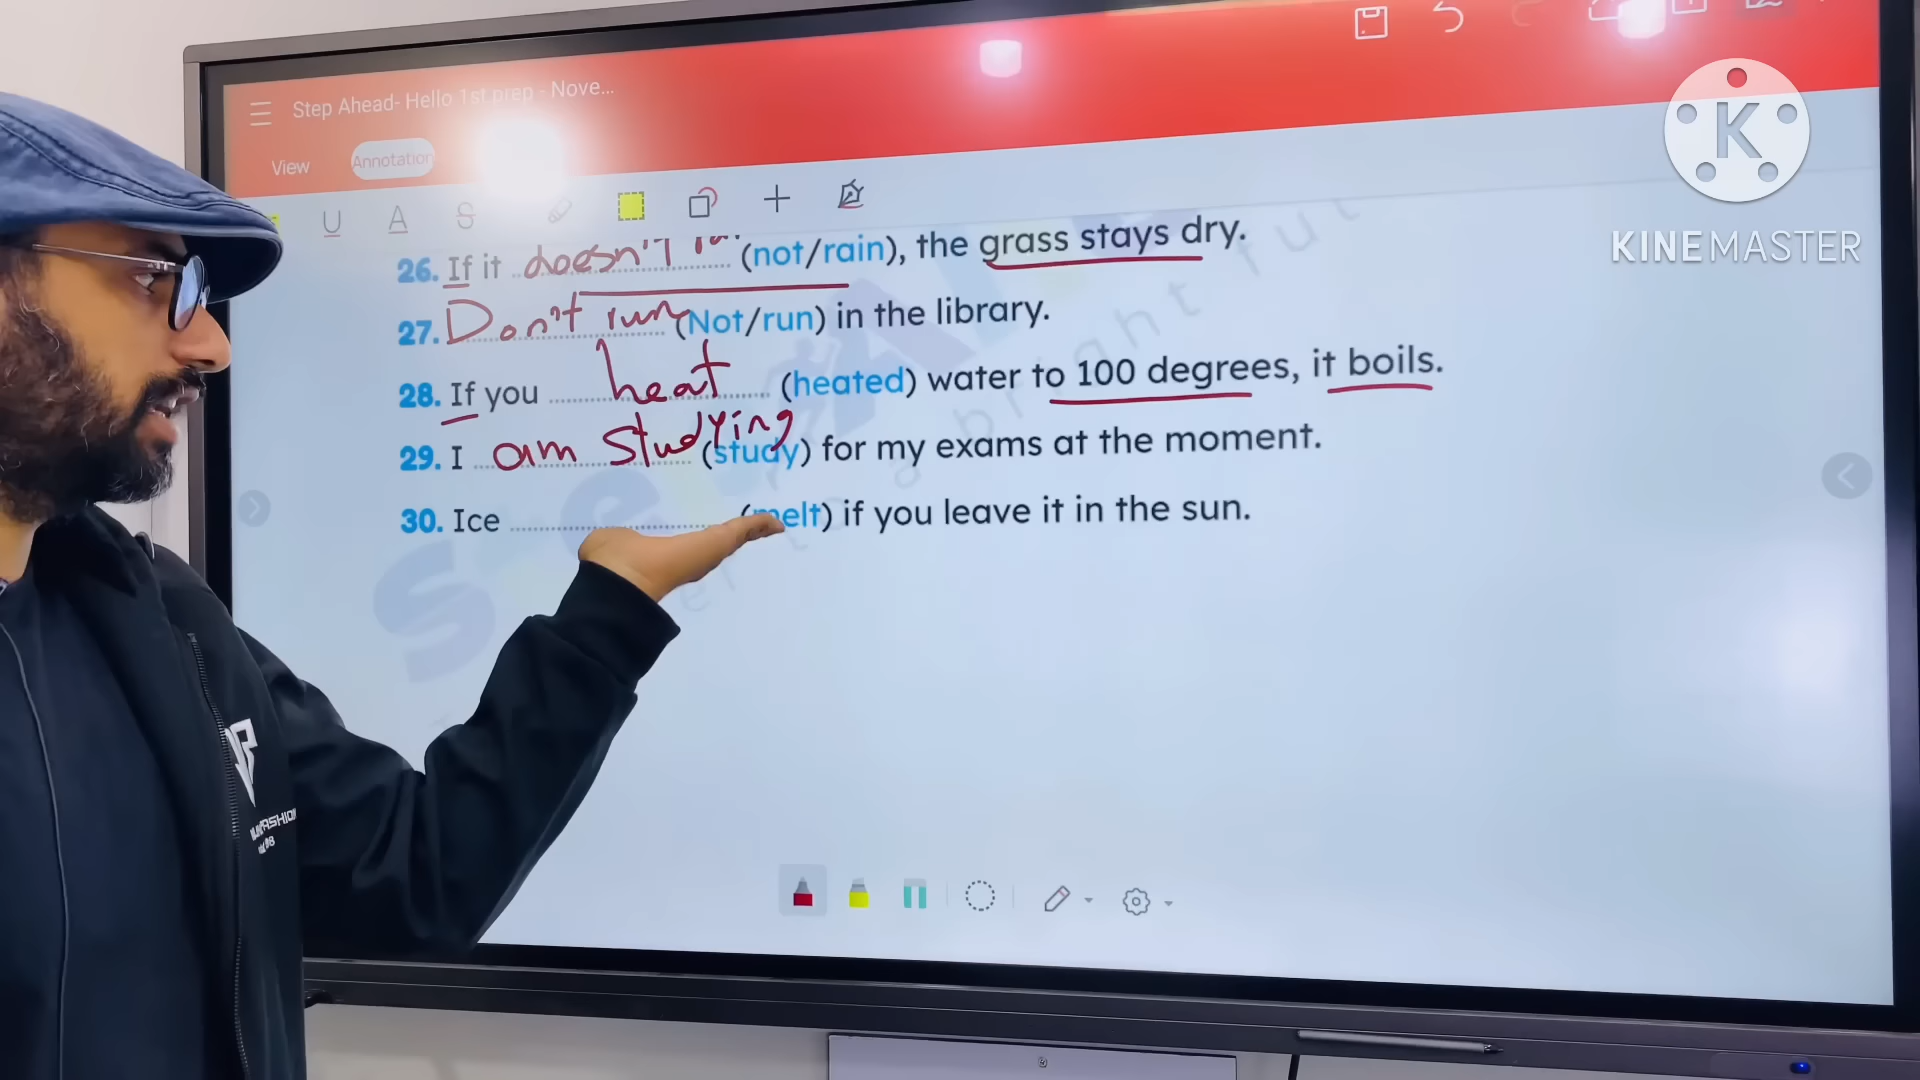 Step Ahead- Hello 1st prep - Nove...
View Annotation
U A S
K
KINEMASTER
26. If it doesn't (not/rain), the grass stays dry.
27. Don't run (Not/run) in the library.
28. If you heat (heated) water to 100 degrees, it boils.
29. I am studying (study) for my exams at the moment.
30. Ice .................... (melt) if you leave it in the sun.